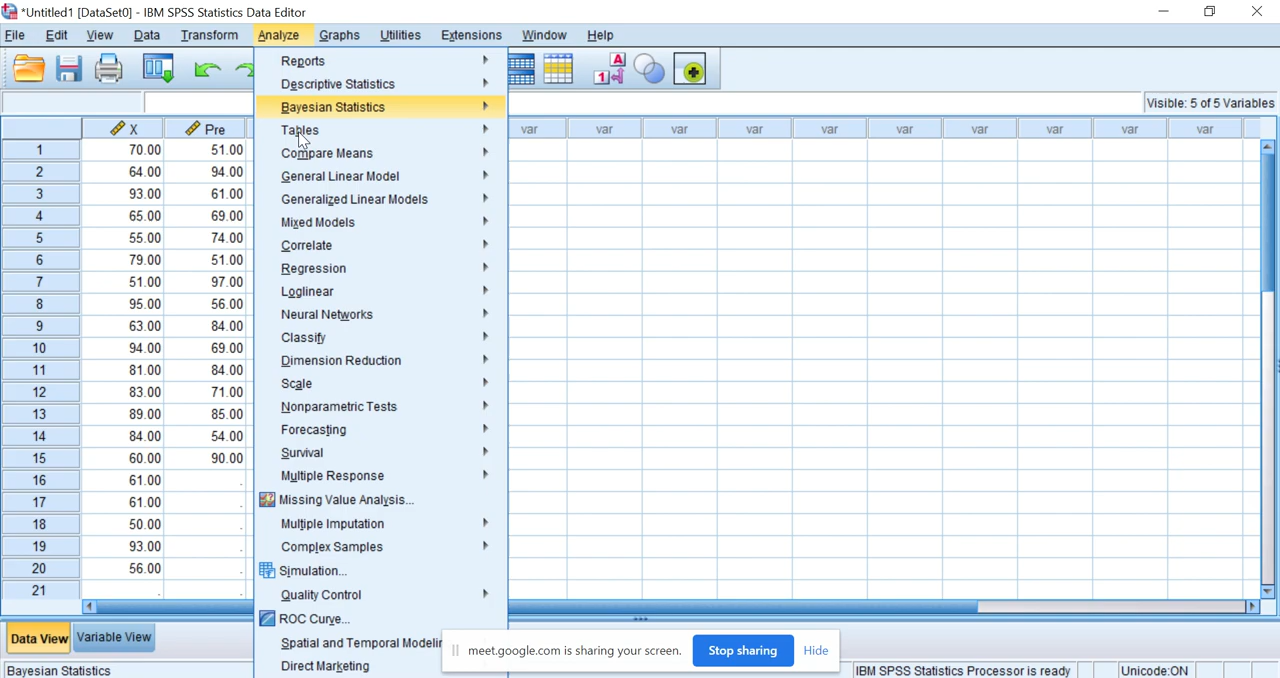 *Untitled1 [DataSet0] - IBM SPSS Statistics Data Editor
File Edit View Data Transform Analyze Graphs Utilities Extensions Window Help
Visible: 5 of 5 Variables
X Pre var var var var var var var var var var
1 70.00 51.00
2 64.00 94.00
3 93.00 61.00
4 65.00 69.00
5 55.00 74.00
6 79.00 51.00
7 51.00 97.00
8 95.00 56.00
9 63.00 84.00
10 94.00 69.00
11 81.00 84.00
12 83.00 71.00
13 89.00 85.00
14 84.00 54.00
15 60.00 90.00
16 61.00 .
17 61.00 .
18 50.00 .
19 93.00 .
20 56.00 .
21 . .
Reports
Descriptive Statistics
Bayesian Statistics
Tables
Compare Means
General Linear Model
Generalized Linear Models
Mixed Models
Correlate
Regression
Loglinear
Neural Networks
Classify
Dimension Reduction
Scale
Nonparametric Tests
Forecasting
Survival
Multiple Response
Missing Value Analysis...
Multiple Imputation
Complex Samples
Simulation...
Quality Control
ROC Curve...
Spatial and Temporal Modelin
Direct Marketing
Data View Variable View
meet.google.com is sharing your screen. Stop sharing Hide
Bayesian Statistics IBM SPSS Statistics Processor is ready Unicode:ON